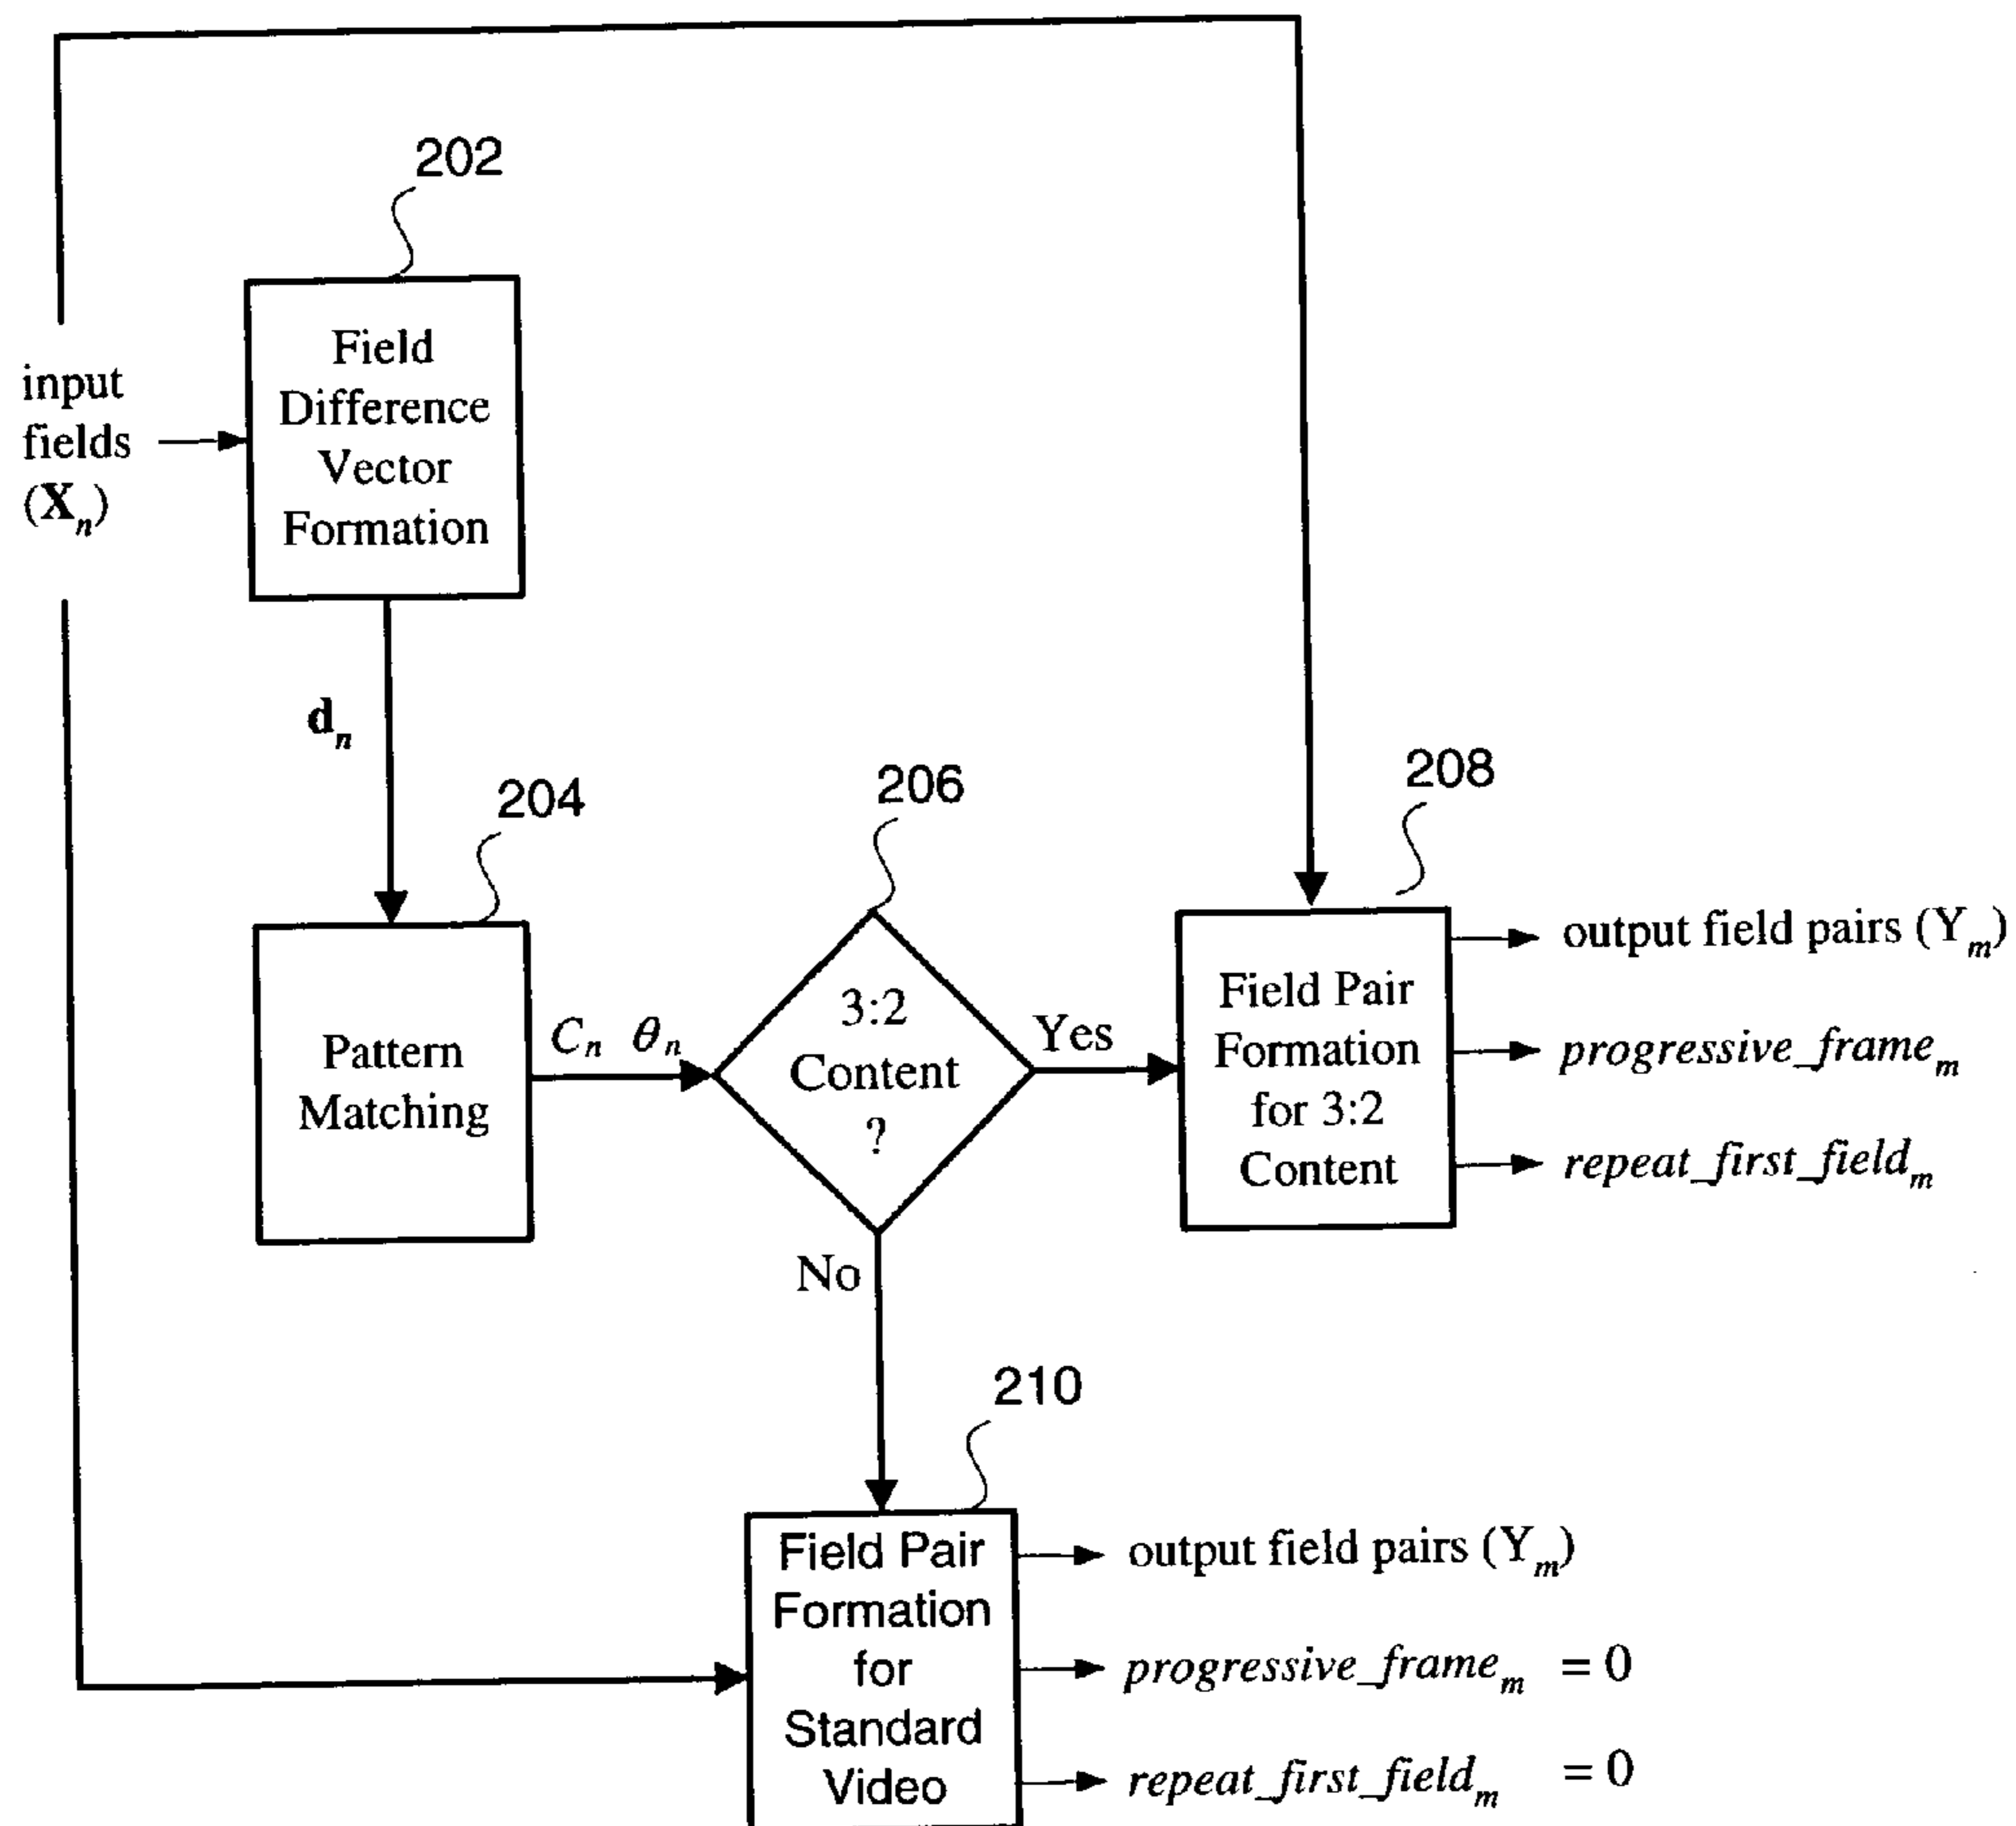 202
Field
Difference
Vector
Formation
input
fields
(Xn)
dn
204
Pattern
Matching
Cn θn
206
3:2
Content
?
Yes
No
208
Field Pair
Formation
for 3:2
Content
output field pairs (Ym)
progressive_framem
repeat_first_fieldm
210
Field Pair
Formation
for
Standard
Video
output field pairs (Ym)
progressive_framem = 0
repeat_first_fieldm = 0